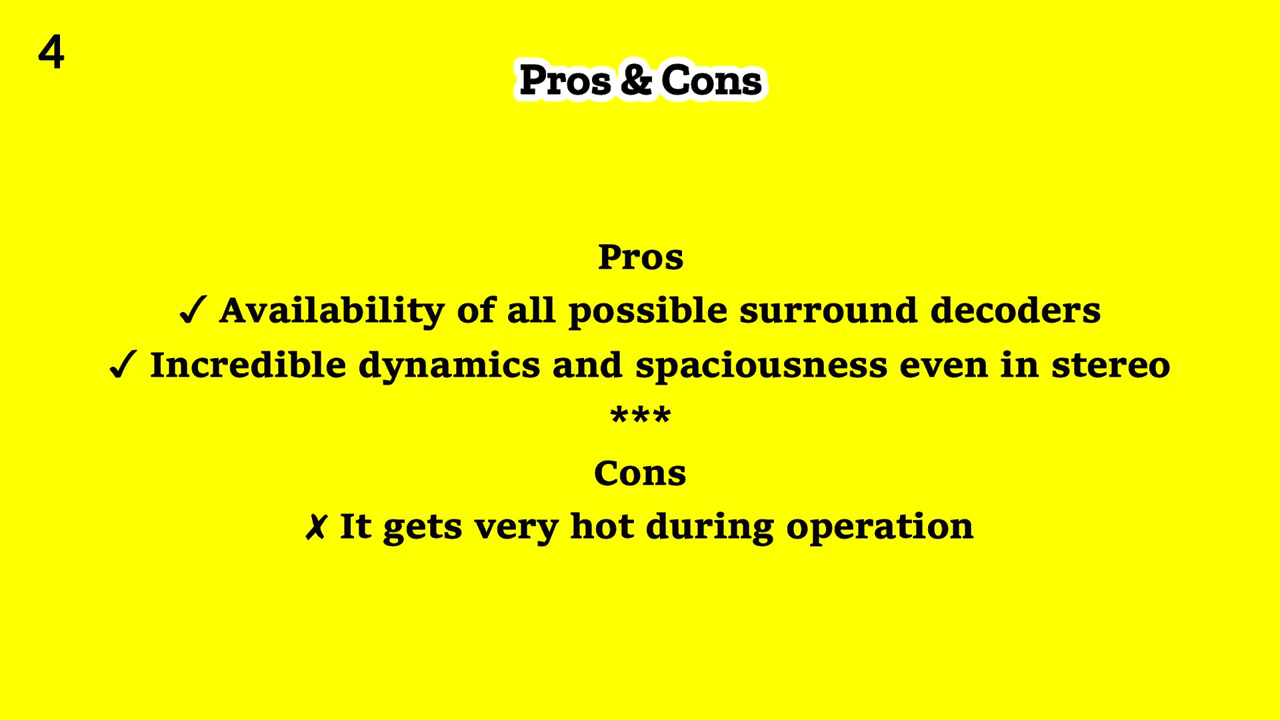 4
Pros & Cons
Pros
✓ Availability of all possible surround decoders
✓ Incredible dynamics and spaciousness even in stereo
***
Cons
✗ It gets very hot during operation